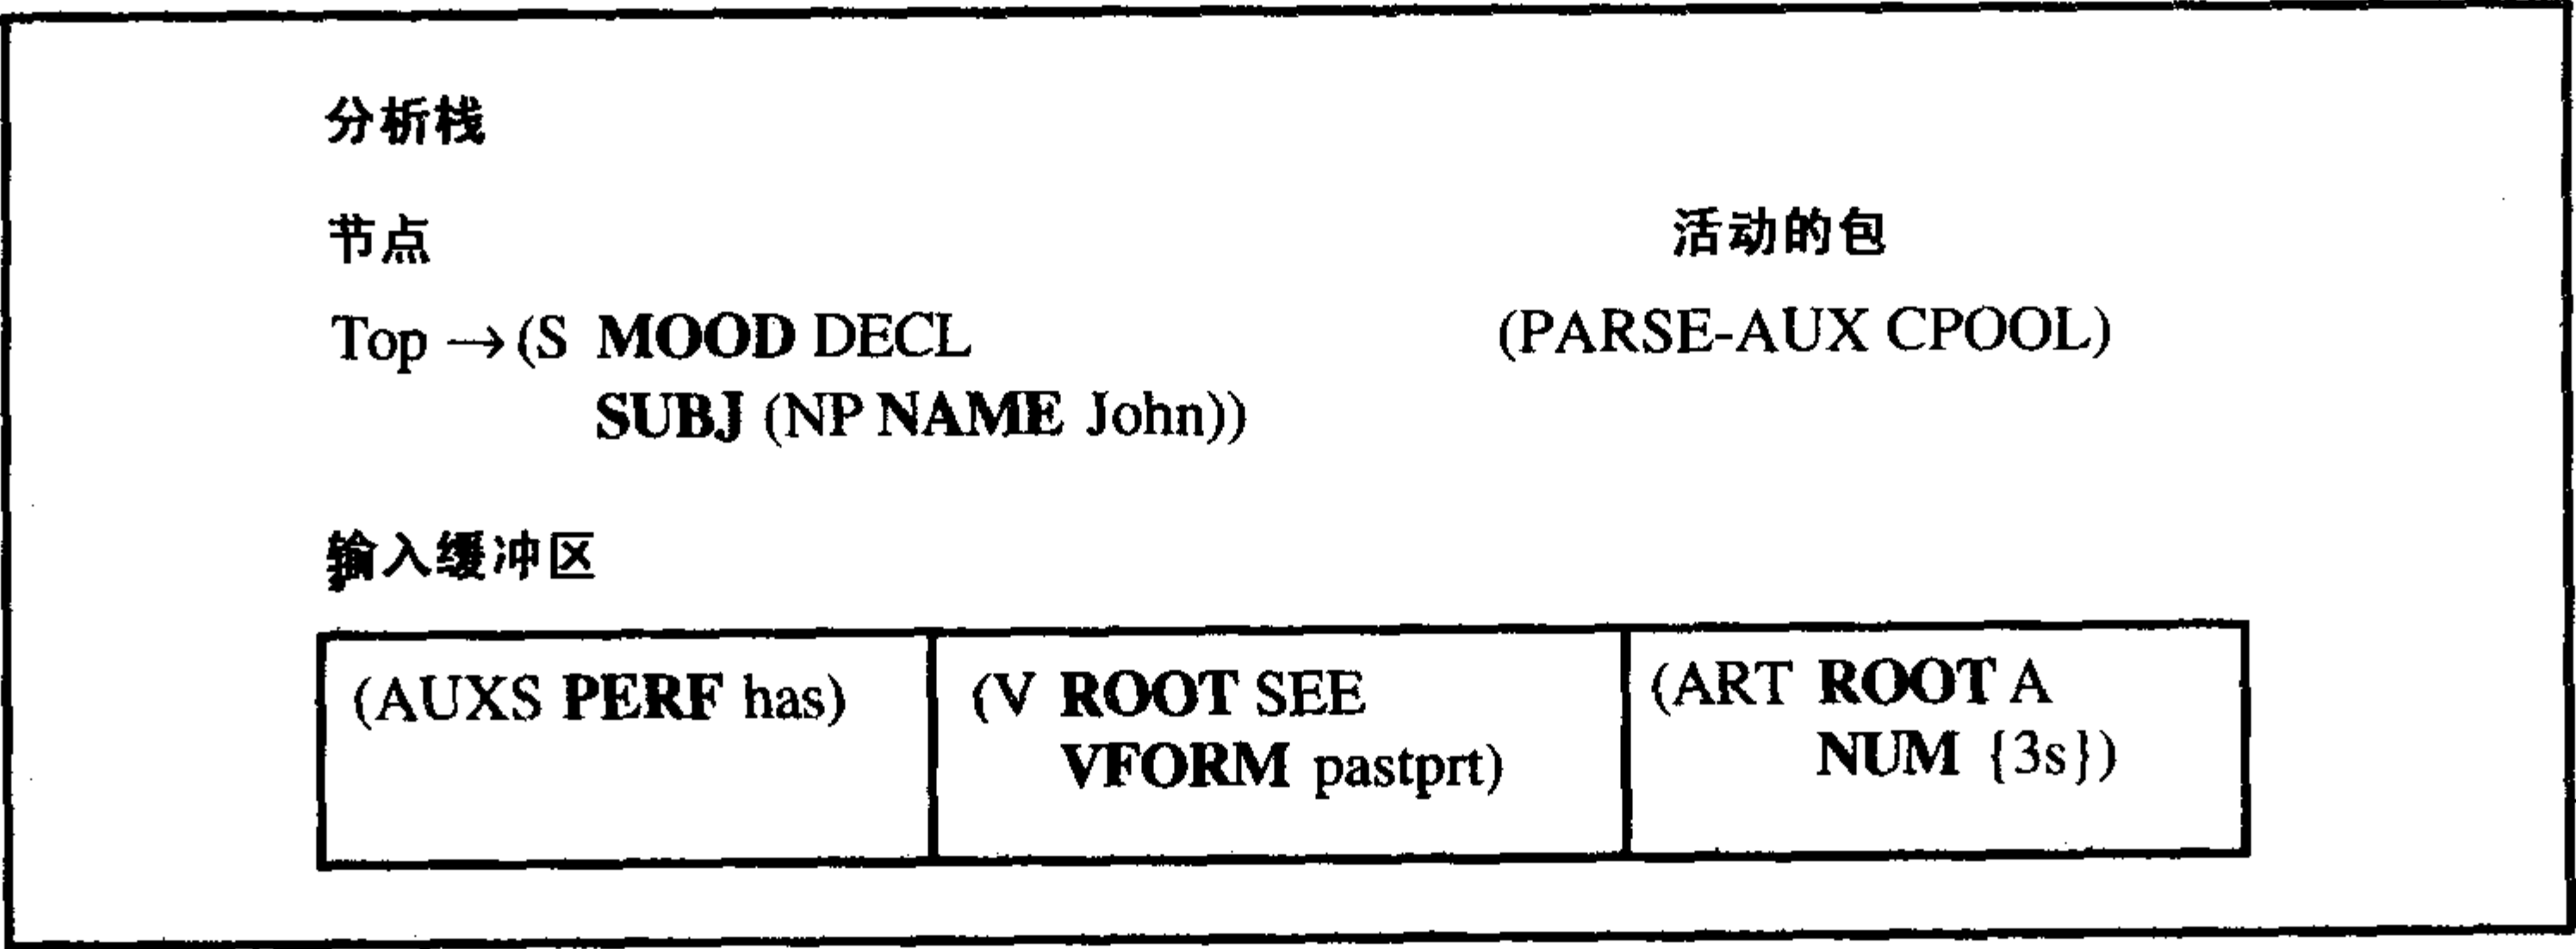 分析栈
节点 活动的包
Top →(S MOOD DECL (PARSE-AUX CPOOL)
SUBJ (NP NAME John))
输入缓冲区
(AUXS PERF has) (V ROOT SEE (ART ROOT A
VFORM pastprt) NUM {3s})